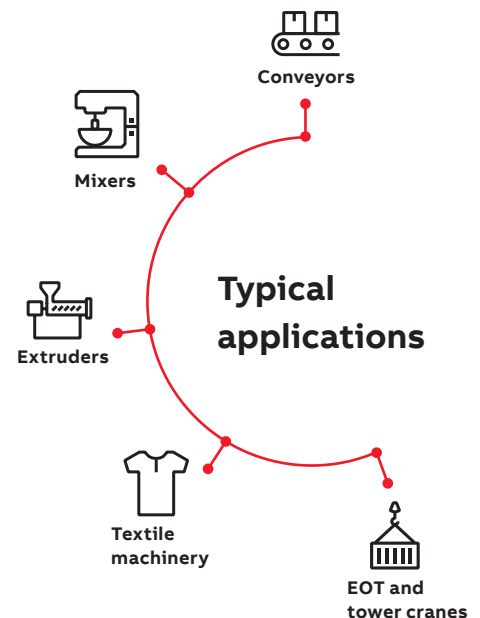 Conveyors
Mixers
Typical
applications
Extruders
Textile
machinery
EOT and
tower cranes